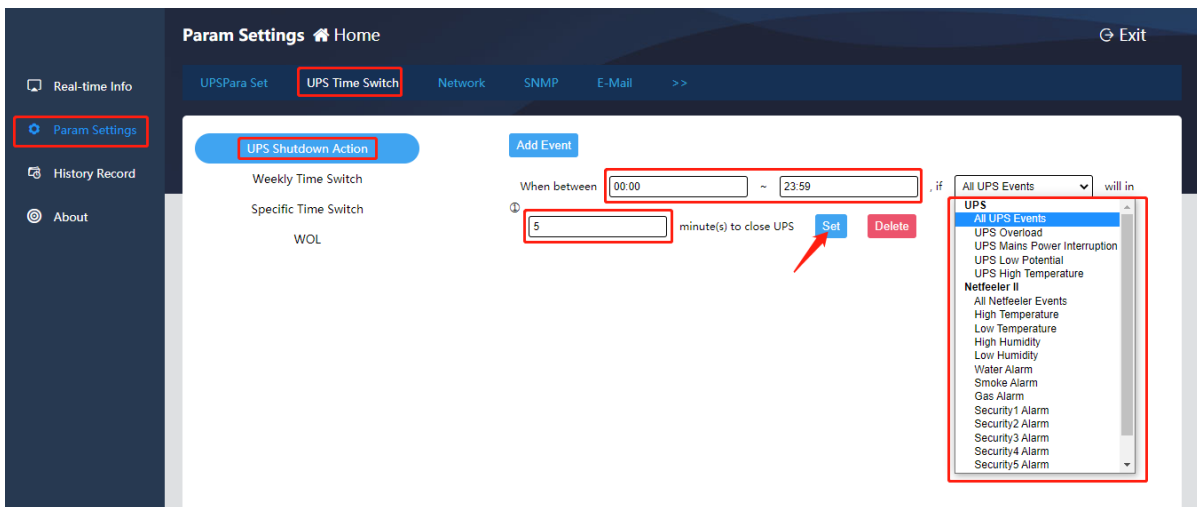 Param Settings Home
Exit
Real-time Info
Param Settings
History Record
About
UPSPara Set UPS Time Switch Network SNMP E-Mail >>
UPS Shutdown Action
Weekly Time Switch
Specific Time Switch
WOL
Add Event
When between 00:00 ~ 23:59 , if All UPS Events will in
①
5 minute(s) to close UPS Set Delete
UPS
All UPS Events
UPS Overload
UPS Mains Power Interruption
UPS Low Potential
UPS High Temperature
Netfeeler II
All Netfeeler Events
High Temperature
Low Temperature
High Humidity
Low Humidity
Water Alarm
Smoke Alarm
Gas Alarm
Security1 Alarm
Security2 Alarm
Security3 Alarm
Security4 Alarm
Security5 Alarm